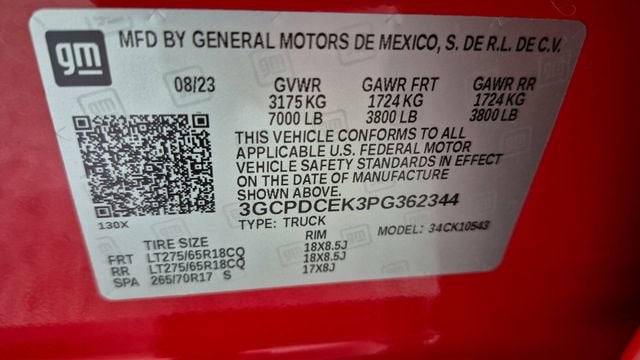 gm
MFD BY GENERAL MOTORS DE MEXICO, S. DE R.L. DE C.V.
08/23 GVWR GAWR FRT GAWR RR
3175 KG 1724 KG 1724 KG
7000 LB 3800 LB 3800 LB
THIS VEHICLE CONFORMS TO ALL
APPLICABLE U.S. FEDERAL MOTOR
VEHICLE SAFETY STANDARDS IN EFFECT
ON THE DATE OF MANUFACTURE
SHOWN ABOVE.
3GCPDCEK3PG362344
130X TYPE: TRUCK MODEL: 34CK10543
TIRE SIZE RIM
FRT LT275/65R18CQ 18X8.5J
RR LT275/65R18CQ 18X8.5J
SPA 265/70R17 S 17X8J